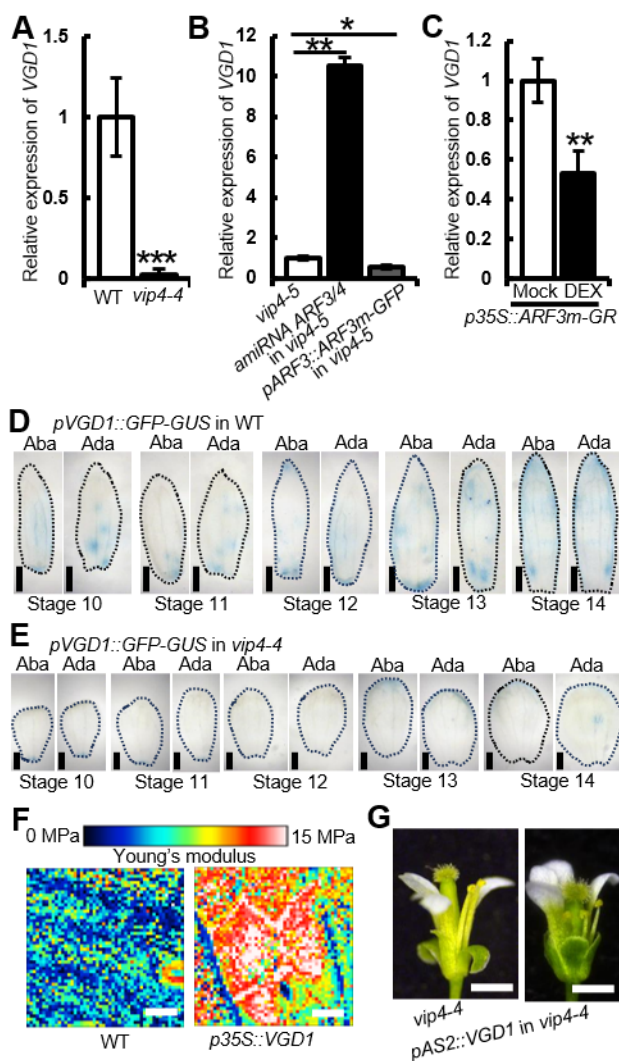 A
Relative expression of VGD1
1.5
1
0.5
0
***
WT
vip4-4
B
Relative expression of VGD1
12
10
8
6
4
2
0
*
**
vip4-5
amiRNA ARF3/4
in vip4-5
pARF3::ARF3m-GFP
in vip4-5
C
Relative expression of VGD1
1.2
1
0.8
0.6
0.4
0.2
0
**
Mock DEX
p35S::ARF3m-GR
D
pVGD1::GFP-GUS in WT
Aba Ada Aba Ada Aba Ada Aba Ada Aba Ada
Stage 10 Stage 11 Stage 12 Stage 13 Stage 14
E
pVGD1::GFP-GUS in vip4-4
Aba Ada Aba Ada Aba Ada Aba Ada Aba Ada
Stage 10 Stage 11 Stage 12 Stage 13 Stage 14
F
0 MPa 15 MPa
Young's modulus
WT p35S::VGD1
G
vip4-4
pAS2::VGD1 in vip4-4